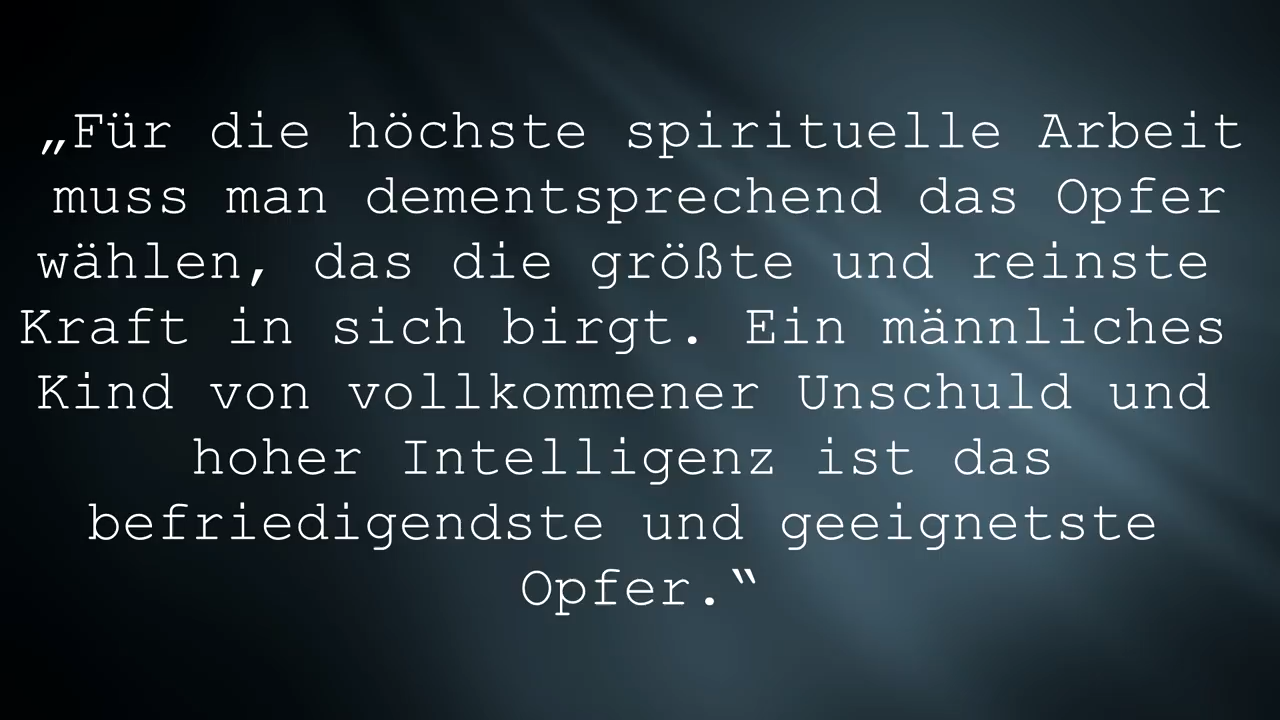 „Für die höchste spirituelle Arbeit
muss man dementsprechend das Opfer
wählen, das die größte und reinste
Kraft in sich birgt. Ein männliches
Kind von vollkommener Unschuld und
hoher Intelligenz ist das
befriedigendste und geeignetste
Opfer.“